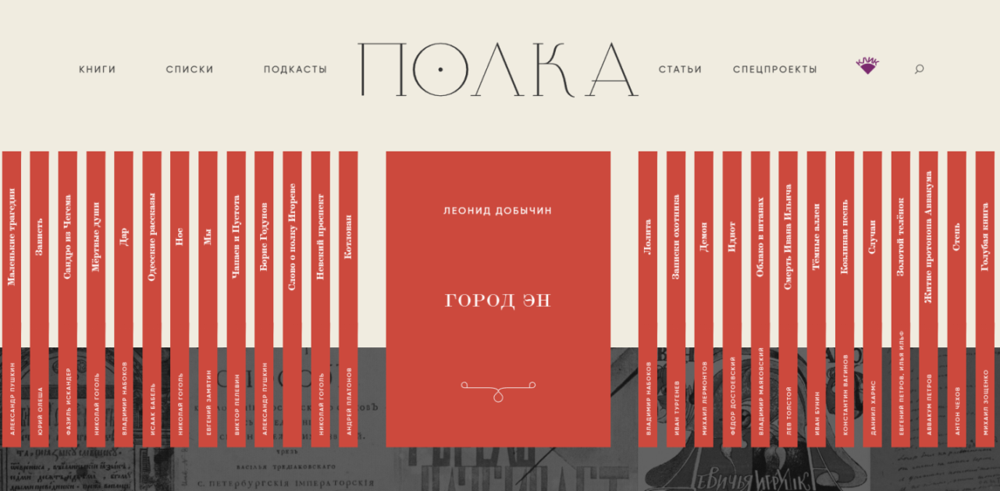 КНИГИ
СПИСКИ
ПОДКАСТЫ
ПОЛКА
СТАТЬИ
СПЕЦПРОЕКТЫ
Маленькие трагедии
АЛЕКСАНДР ПУШКИН
Зависть
ЮРИЙ ОЛЕША
Сандро из Чегема
ФАЗИЛЬ ИСКАНДЕР
Мёртвые души
НИКОЛАЙ ГОГОЛЬ
Дар
ВЛАДИМИР НАБОКОВ
Одесские рассказы
ИСААК БАБЕЛЬ
Нос
НИКОЛАЙ ГОГОЛЬ
Мы
ЕВГЕНИЙ ЗАМЯТИН
Чапаев и Пустота
ВИКТОР ПЕЛЕВИН
Борис Годунов
АЛЕКСАНДР ПУШКИН
Слово о полку Игореве
Невский проспект
НИКОЛАЙ ГОГОЛЬ
Котлован
АНДРЕЙ ПЛАТОНОВ
ЛЕОНИД ДОБЫЧИН
ГОРОД ЭН
Лолита
ВЛАДИМИР НАБОКОВ
Записки охотника
ИВАН ТУРГЕНЕВ
Демон
МИХАИЛ ЛЕРМОНТОВ
Идиот
ФЁДОР ДОСТОЕВСКИЙ
Облако в штанах
ВЛАДИМИР МАЯКОВСКИЙ
Смерть Ивана Ильича
ЛЕВ ТОЛСТОЙ
Тёмные аллеи
ИВАН БУНИН
Козлиная песнь
КОНСТАНТИН ВАГИНОВ
Случаи
ДАНИИЛ ХАРМС
Золотой телёнок
ЕВГЕНИЙ ПЕТРОВ, ИЛЬЯ ИЛЬФ
Житие протопопа Аввакума
АВВАКУМ ПЕТРОВ
Степь
АНТОН ЧЕХОВ
Голубая книга
МИХАИЛ ЗОЩЕНКО
чрезъ
ВАСИЛЬЯ ТРЕДІАКОВСКАГО
С. ПЕТЕРБУРГСКІЯ ІМПЕРАТОРСКІЯ